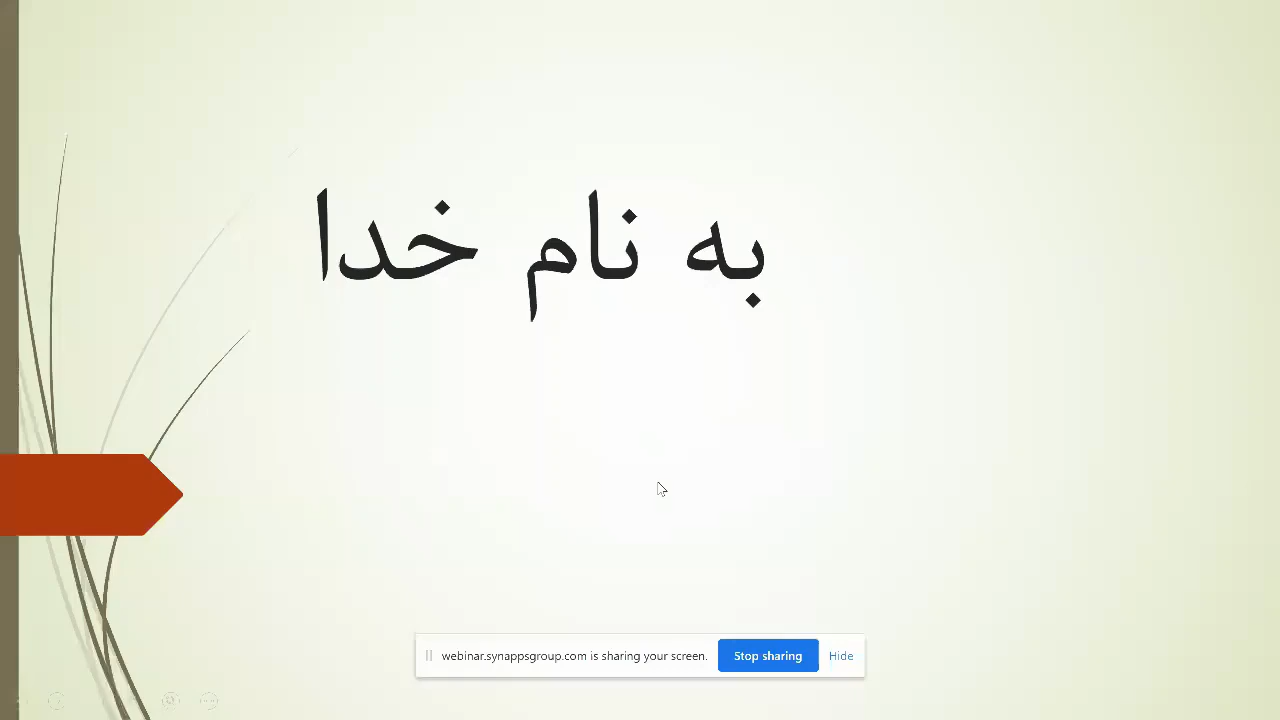 به نام خدا
webinar.synappsgroup.com is sharing your screen. Stop sharing Hide